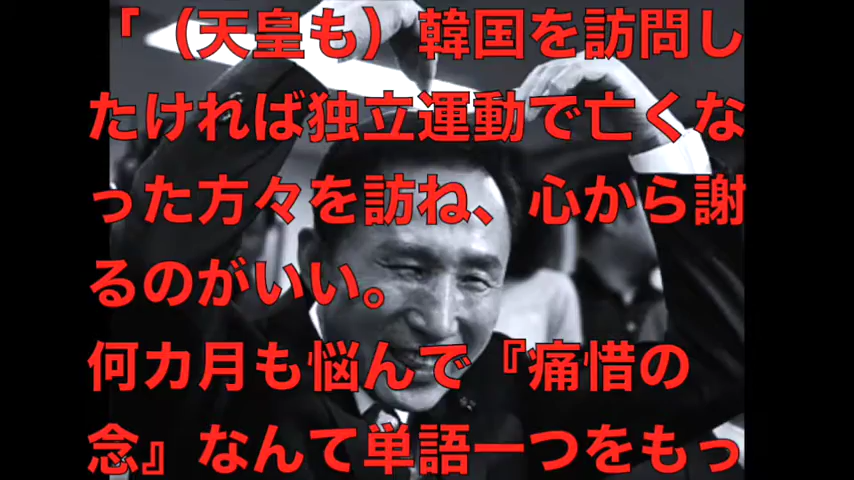 「（天皇も）韓国を訪問し
たければ独立運動で亡くな
った方々を訪ね、心から謝
るのがいい。
何カ月も悩んで『痛惜の
念』なんて単語一つをもっ